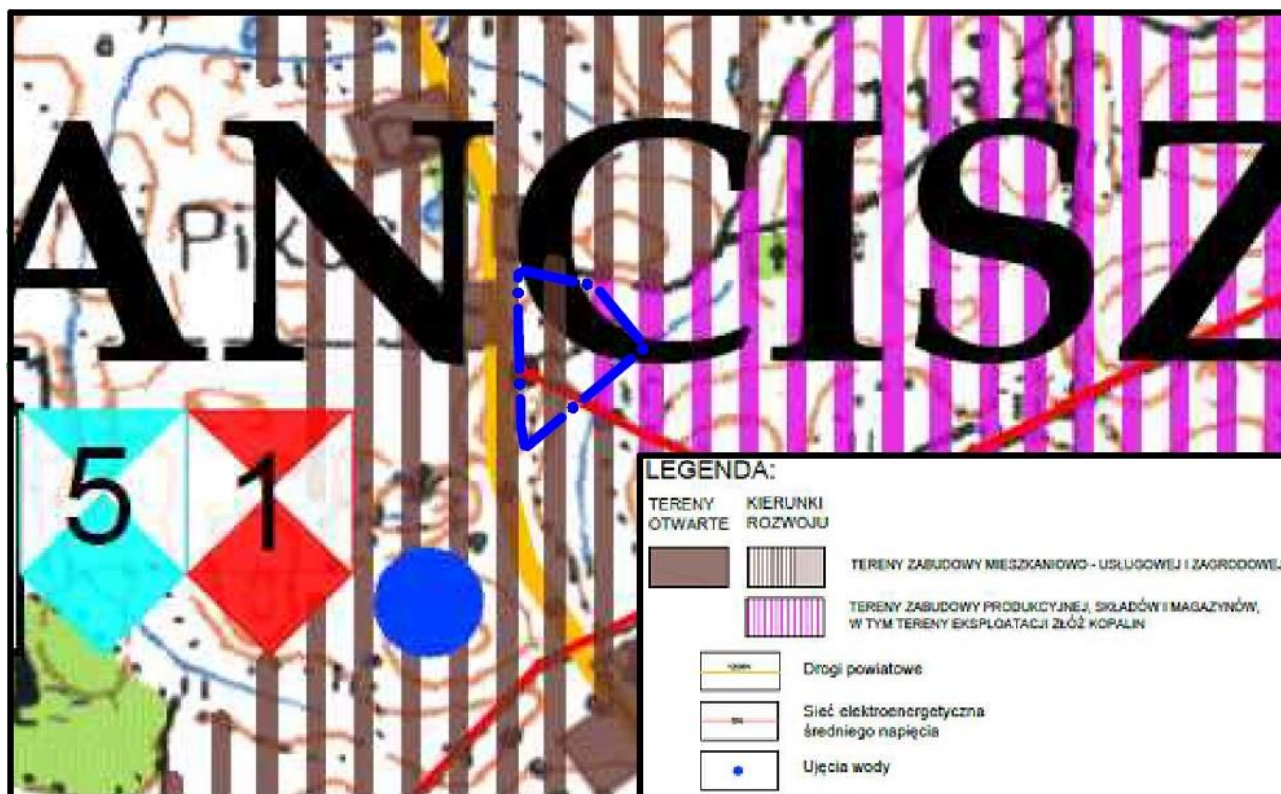 ANCISZ
5
1
LEGENDA:
TERENY OTWARTE
KIERUNKI ROZWOJU
TERENY ZABUDOWY MIESZKANIOWO - USŁUGOWEJ I ZAGRODOWEJ
TERENY ZABUDOWY PRODUKCYJNEJ, SKŁADÓW I MAGAZYNÓW,
W TYM TERENY EKSPLOATACJI ZŁÓŻ KOPALIN
Drogi powiatowe
Sieć elektroenergetyczna
średniego napięcia
Ujęcia wody